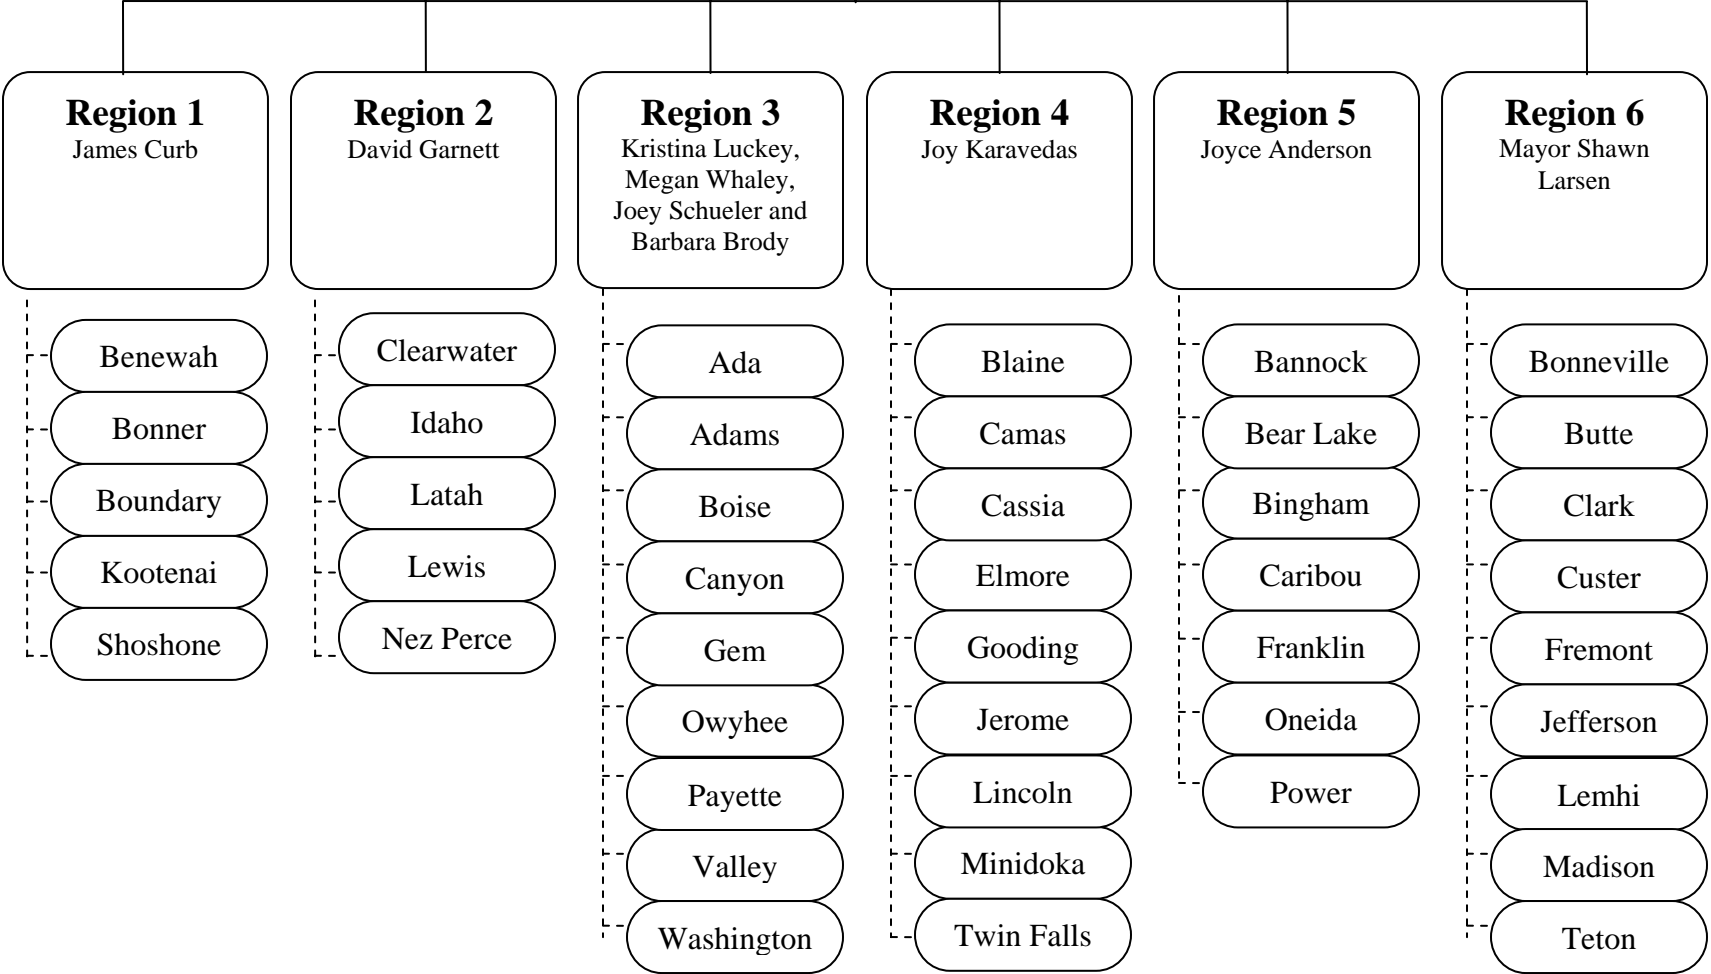 Region 1
James Curb
Benewah
Bonner
Boundary
Kootenai
Shoshone
Region 2
David Garnett
Clearwater
Idaho
Latah
Lewis
Nez Perce
Region 3
Kristina Luckey,
Megan Whaley,
Joey Schueler and
Barbara Brody
Ada
Adams
Boise
Canyon
Gem
Owyhee
Payette
Valley
Washington
Region 4
Joy Karavedas
Blaine
Camas
Cassia
Elmore
Gooding
Jerome
Lincoln
Minidoka
Twin Falls
Region 5
Joyce Anderson
Bannock
Bear Lake
Bingham
Caribou
Franklin
Oneida
Power
Region 6
Mayor Shawn
Larsen
Bonneville
Butte
Clark
Custer
Fremont
Jefferson
Lemhi
Madison
Teton